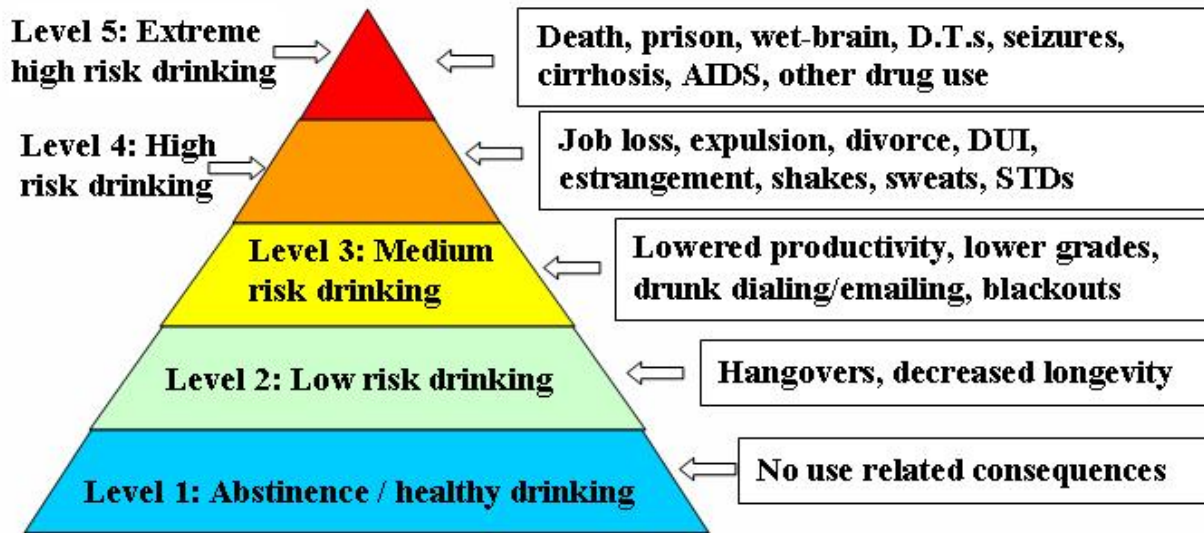 Level 5: Extreme
high risk drinking
Death, prison, wet-brain, D.T.s, seizures,
cirrhosis, AIDS, other drug use
Level 4: High
risk drinking
Job loss, expulsion, divorce, DUI,
estrangement, shakes, sweats, STDs
Level 3: Medium
risk drinking
Lowered productivity, lower grades,
drunk dialing/emailing, blackouts
Level 2: Low risk drinking
Hangovers, decreased longevity
Level 1: Abstinence / healthy drinking
No use related consequences